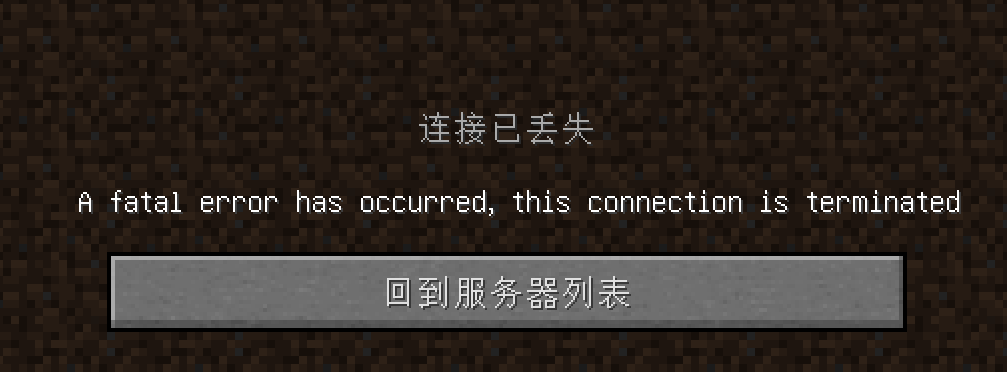 连接已丢失
A fatal error has occurred, this connection is terminated
回到服务器列表